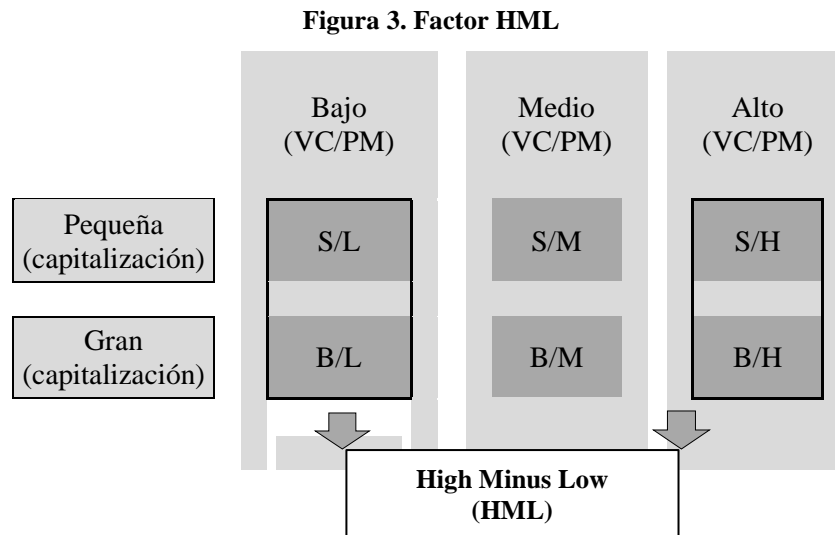 Figura 3. Factor HML
Bajo
(VC/PM)
Medio
(VC/PM)
Alto
(VC/PM)
Pequeña
(capitalización)
S/L
S/M
S/H
Gran
(capitalización)
B/L
B/M
B/H
High Minus Low
(HML)